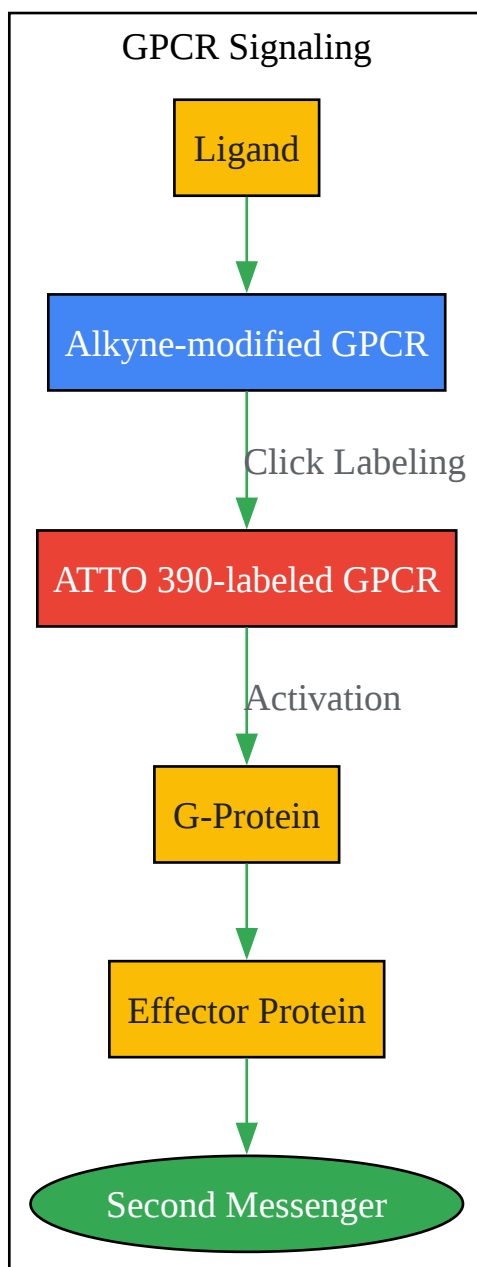 GPCR Signaling
Ligand
Alkyne-modified GPCR
Click Labeling
ATTO 390-labeled GPCR
Activation
G-Protein
Effector Protein
Second Messenger